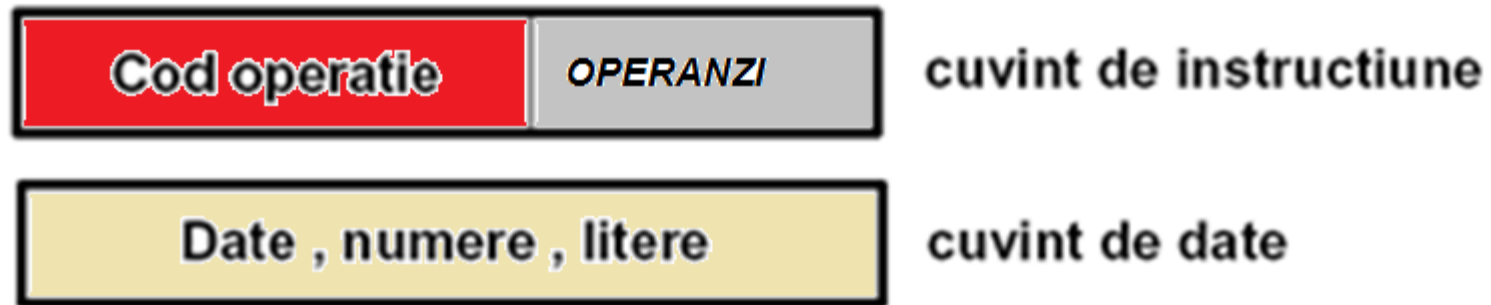 Cod operatie OPERANZI cuvint de instructiune
Date , numere , litere cuvint de date